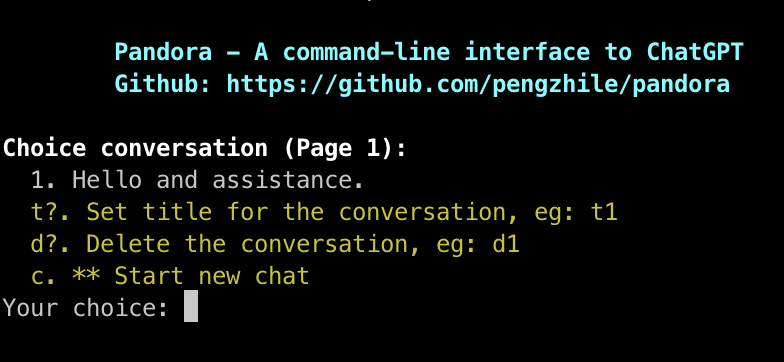 Pandora - A command-line interface to ChatGPT
Github: https://github.com/pengzhile/pandora
Choice conversation (Page 1):
1. Hello and assistance.
t?. Set title for the conversation, eg: t1
d?. Delete the conversation, eg: d1
c. ** Start new chat
Your choice: